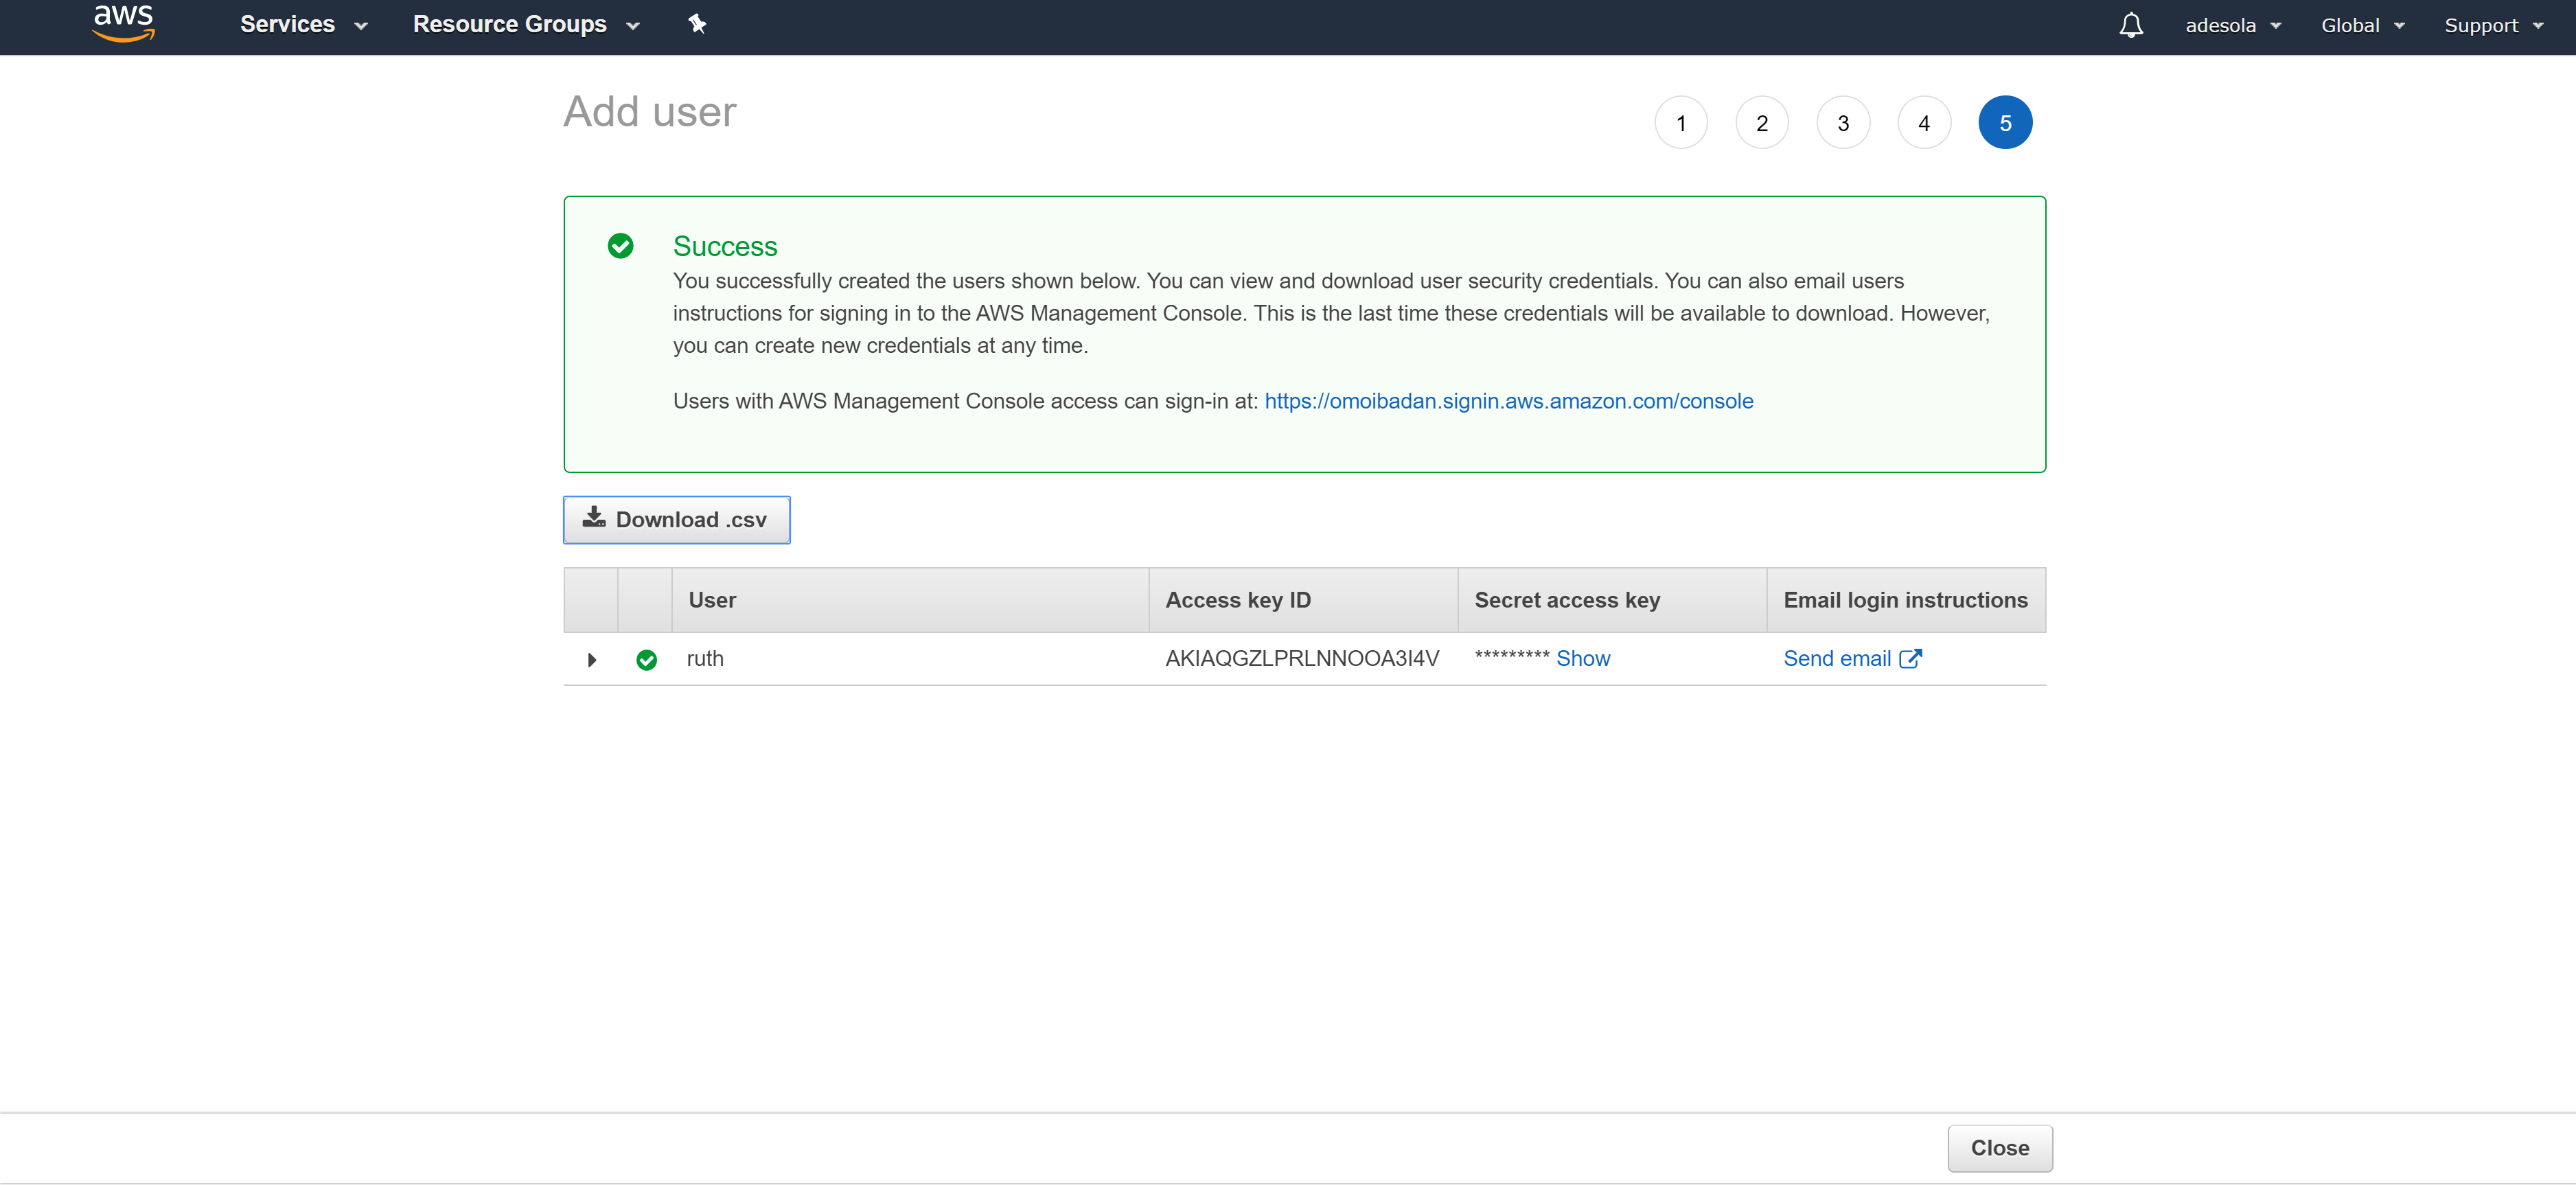 aws Services Resource Groups adesola Global Support
Add user
1 2 3 4 5
Success
You successfully created the users shown below. You can view and download user security credentials. You can also email users
instructions for signing in to the AWS Management Console. This is the last time these credentials will be available to download. However,
you can create new credentials at any time.
Users with AWS Management Console access can sign-in at: https://omoibadan.signin.aws.amazon.com/console
Download .csv
User Access key ID Secret access key Email login instructions
ruth AKIAQGZLPRLNNOOA3I4V ********* Show Send email
Close